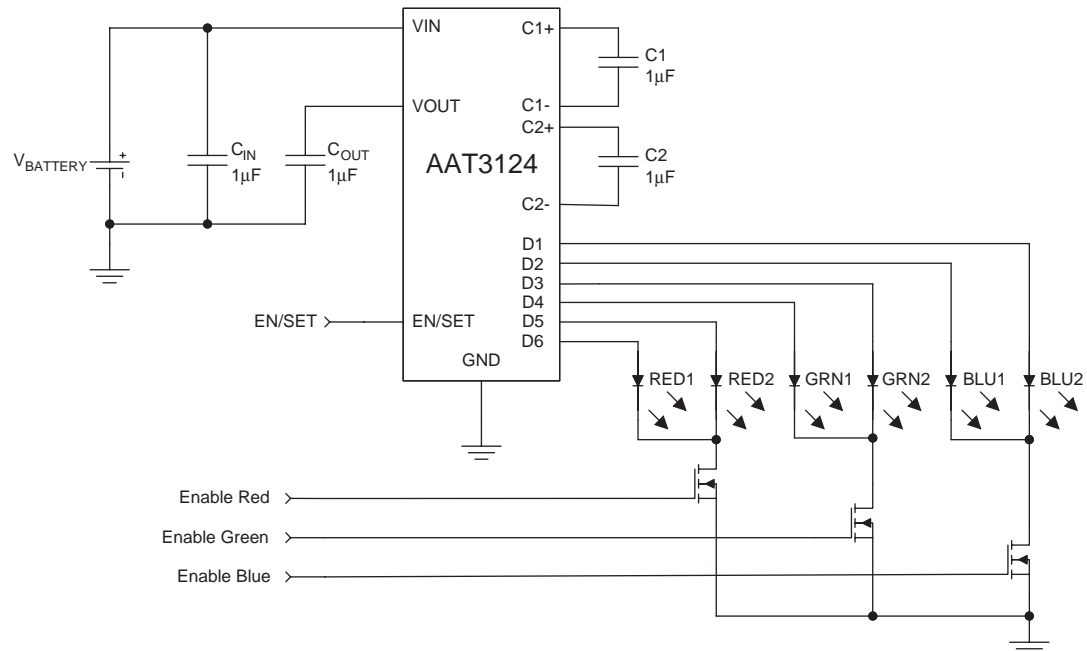 VIN
C1+
C1
1μF
VOUT
C1-
C2+
VBATTERY
+
-
CIN
1μF
COUT
1μF
AAT3124
C2
1μF
C2-
D1
D2
D3
D4
EN/SET
EN/SET
D5
D6
GND
RED1
RED2
GRN1
GRN2
BLU1
BLU2
Enable Red
Enable Green
Enable Blue